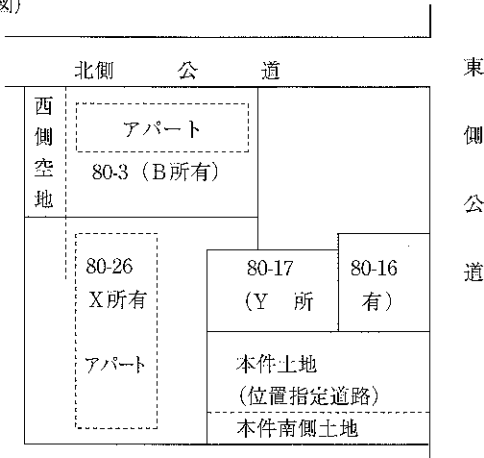 図)
北側 公 道
東側公道
西側空地
アパート
80-3 (B所有)
80-26
X所有
アパート
80-17
(Y 所
80-16
有)
本件土地
(位置指定道路)
本件南側土地